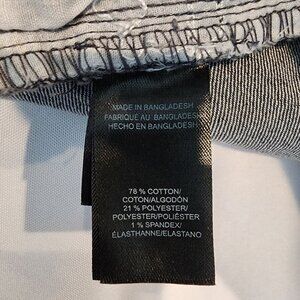 MADE IN BANGLADESH
FABRIQUÉ AU BANGLADESH
HECHO EN BANGLADESH
78 % COTTON/
COTON/ALGODÓN
21 % POLYESTER/
POLYESTER/POLIÉSTER
1 % SPANDEX/
ÉLASTHANNE/ELASTANO